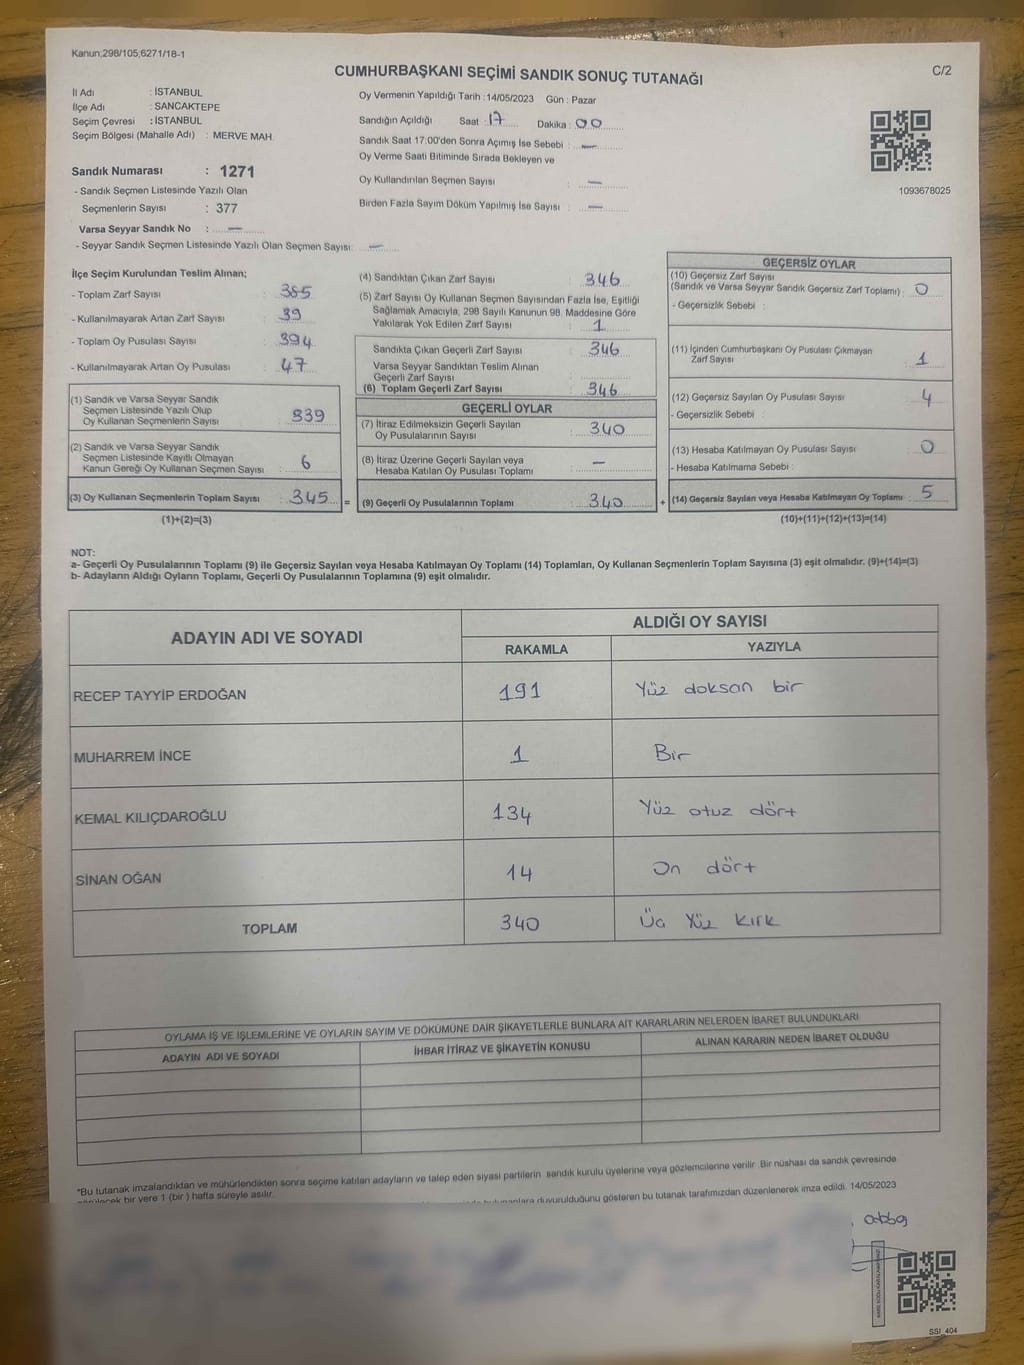 Kanun;298/105;6271/18-1
C/2
CUMHURBAŞKANI SEÇİMİ SANDIK SONUÇ TUTANAĞI
İl Adı : İSTANBUL
İlçe Adı : SANCAKTEPE
Seçim Çevresi : İSTANBUL
Seçim Bölgesi (Mahalle Adı) : MERVE MAH.
Sandık Numarası : 1271
- Sandık Seçmen Listesinde Yazılı Olan
Seçmenlerin Sayısı : 377
Varsa Seyyar Sandık No : —
- Seyyar Sandık Seçmen Listesinde Yazılı Olan Seçmen Sayısı: —
Oy Vermenin Yapıldığı Tarih :14/05/2023 Gün : Pazar
Sandığın Açıldığı Saat : 17 Dakika : 00
Sandık Saat 17:00'den Sonra Açımış İse Sebebi : —
Oy Verme Saati Bitiminde Sırada Bekleyen ve
Oy Kullandırılan Seçmen Sayısı : —
Birden Fazla Sayım Döküm Yapılmış İse Sayısı : —
1093678025
İlçe Seçim Kurulundan Teslim Alınan;
- Toplam Zarf Sayısı : 385
- Kullanılmayarak Artan Zarf Sayısı : 39
- Toplam Oy Pusulası Sayısı : 394
- Kullanılmayarak Artan Oy Pusulası : 47
(1) Sandık ve Varsa Seyyar Sandık
Seçmen Listesinde Yazılı Olup
Oy Kullanan Seçmenlerin Sayısı : 339
(2) Sandık ve Varsa Seyyar Sandık
Seçmen Listesinde Kayıtlı Olmayan
Kanun Gereği Oy Kullanan Seçmen Sayısı : 6
(3) Oy Kullanan Seçmenlerin Toplam Sayısı : 345 =
(1)+(2)=(3)
(4) Sandıktan Çıkan Zarf Sayısı : 346
(5) Zarf Sayısı Oy Kullanan Seçmen Sayısından Fazla İse, Eşitliği
Sağlamak Amacıyla, 298 Sayılı Kanunun 98. Maddesine Göre
Yakılarak Yok Edilen Zarf Sayısı : 1
Sandıkta Çıkan Geçerli Zarf Sayısı : 346
Varsa Seyyar Sandıktan Teslim Alınan
Geçerli Zarf Sayısı :
(6) Toplam Geçerli Zarf Sayısı : 346
GEÇERLİ OYLAR
(7) İtiraz Edilmeksizin Geçerli Sayılan
Oy Pusulalarının Sayısı : 340
(8) İtiraz Üzerine Geçerli Sayılan veya
Hesaba Katılan Oy Pusulası Toplamı : —
(9) Geçerli Oy Pusulalarının Toplamı : 340 +
GEÇERSİZ OYLAR
(10) Geçersiz Zarf Sayısı
(Sandık ve Varsa Seyyar Sandık Geçersiz Zarf Toplamı) : 0
- Geçersizlik Sebebi :
(11) İçinden Cumhurbaşkanı Oy Pusulası Çıkmayan
Zarf Sayısı : 1
(12) Geçersiz Sayılan Oy Pusulası Sayısı : 4
- Geçersizlik Sebebi :
(13) Hesaba Katılmayan Oy Pusulası Sayısı : 0
- Hesaba Katılmama Sebebi :
(14) Geçersiz Sayılan veya Hesaba Katılmayan Oy Toplamı : 5
(10)+(11)+(12)+(13)=(14)
NOT:
a- Geçerli Oy Pusulalarının Toplamı (9) ile Geçersiz Sayılan veya Hesaba Katılmayan Oy Toplamı (14) Toplamları, Oy Kullanan Seçmenlerin Toplam Sayısına (3) eşit olmalıdır. (9)+(14)=(3)
b- Adayların Aldığı Oyların Toplamı, Geçerli Oy Pusulalarının Toplamına (9) eşit olmalıdır.
ADAYIN ADI VE SOYADI
ALDIĞI OY SAYISI
RAKAMLA YAZIYLA
RECEP TAYYİP ERDOĞAN 191 Yüz doksan bir
MUHARREM İNCE 1 Bir
KEMAL KILIÇDAROĞLU 134 Yüz otuz dört
SİNAN OĞAN 14 On dört
TOPLAM 340 Üç Yüz kırk
OYLAMA İŞ VE İŞLEMLERİNE VE OYLARIN SAYIM VE DÖKÜMÜNE DAİR ŞİKAYETLERLE BUNLARA AİT KARARLARIN NELERDEN İBARET BULUNDUKLARI
ADAYIN ADI VE SOYADI İHBAR İTİRAZ VE ŞİKAYETİN KONUSU ALINAN KARARIN NEDEN İBARET OLDUĞU
*Bu tutanak imzalandıktan ve mühürlendikten sonra seçime katılan adayların ve talep eden siyasi partilerin sandık kurulu üyelerine veya gözlemcilerine verilir. Bir nüshası da sandık çevresinde
bir yere 1 (bir ) hafta süreyle asılır.
duyurulduğunu gösteren bu tutanak tarafımızdan düzenlenerek imza edildi. 14/05/2023
SSI_404